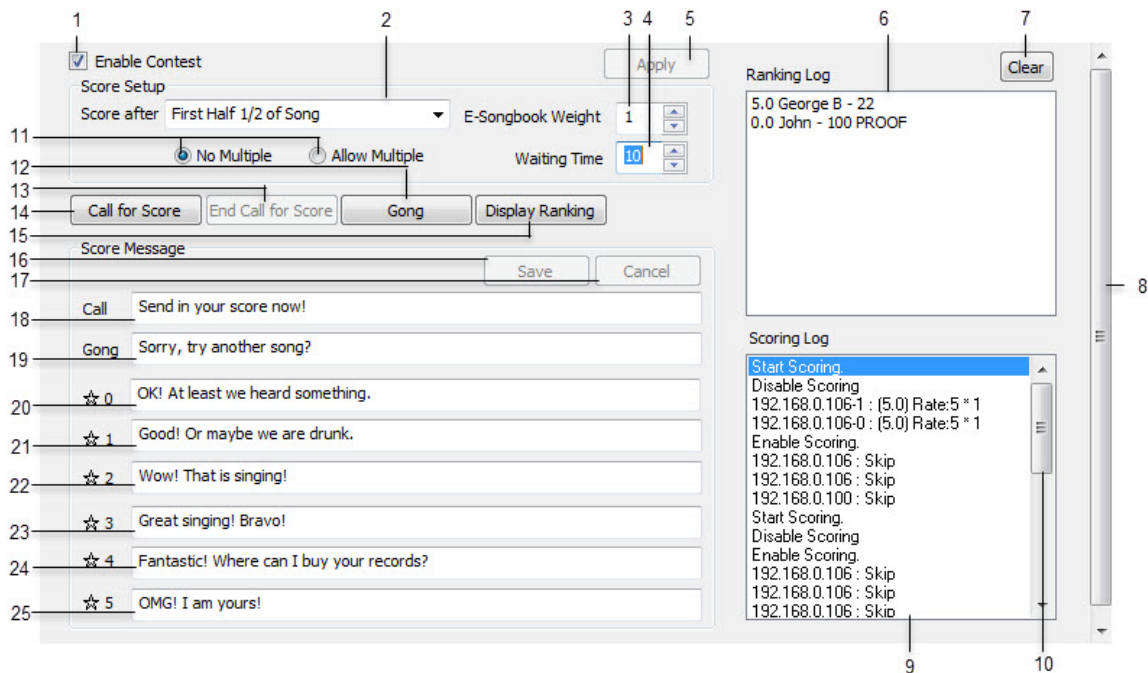 1
2
3
4
5
6
7
Enable Contest
Apply
Ranking Log
Clear
Score Setup
Score after First Half 1/2 of Song
E-Songbook Weight 1
5.0 George B - 22
0.0 John - 100 PROOF
11
No Multiple
Allow Multiple
Waiting Time 10
12
13
14
Call for Score
End Call for Score
Gong
Display Ranking
15
Score Message
16
Save
Cancel
17
8
18
Call
Send in your score now!
19
Gong
Sorry, try another song?
20
☆ 0
OK! At least we heard something.
21
☆ 1
Good! Or maybe we are drunk.
22
☆ 2
Wow! That is singing!
23
☆ 3
Great singing! Bravo!
24
☆ 4
Fantastic! Where can I buy your records?
25
☆ 5
OMG! I am yours!
Scoring Log
Start Scoring.
Disable Scoring
192.168.0.106-1 : (5.0) Rate:5 * 1
192.168.0.106-0 : (5.0) Rate:5 * 1
Enable Scoring.
192.168.0.106 : Skip
192.168.0.106 : Skip
192.168.0.100 : Skip
Start Scoring.
Disable Scoring
Enable Scoring.
192.168.0.106 : Skip
192.168.0.106 : Skip
192.168.0.106 : Skip
9
10